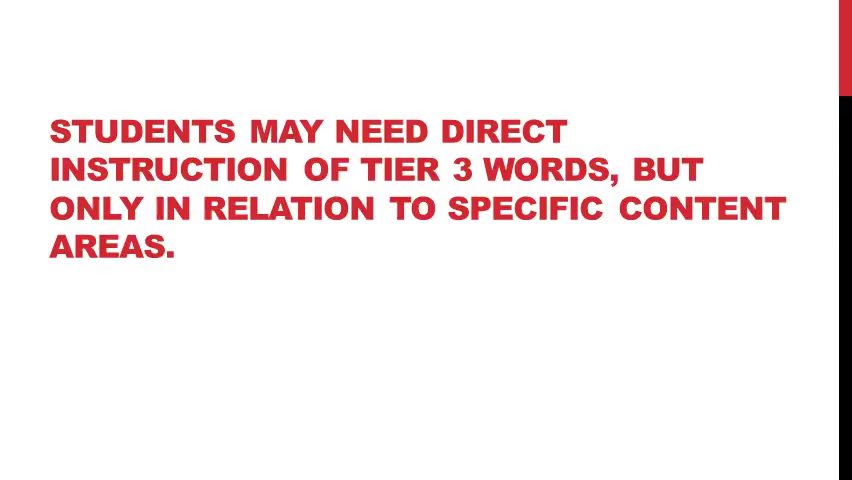 STUDENTS MAY NEED DIRECT
INSTRUCTION OF TIER 3 WORDS, BUT
ONLY IN RELATION TO SPECIFIC CONTENT
AREAS.